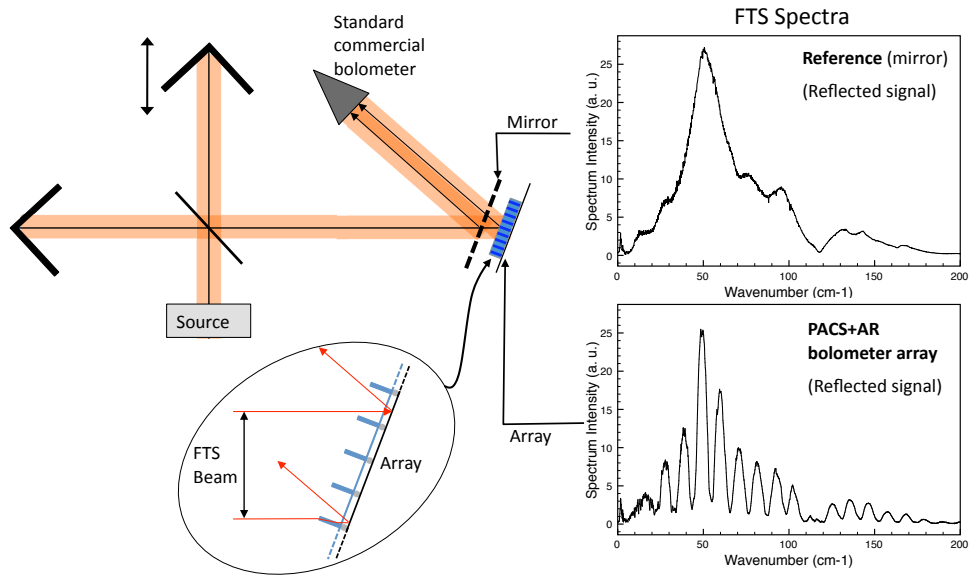 Standard
commercial
bolometer
Mirror
Source
FTS
Beam
Array
Array
FTS Spectra
Reference (mirror)
(Reflected signal)
Spectrum Intensity (a. u.)
25
20
15
10
5
0
0 50 100 150 200
Wavenumber (cm-1)
PACS+AR
bolometer array
(Reflected signal)
Spectrum Intensity (a. u.)
25
20
15
10
5
0
0 50 100 150 200
Wavenumber (cm-1)